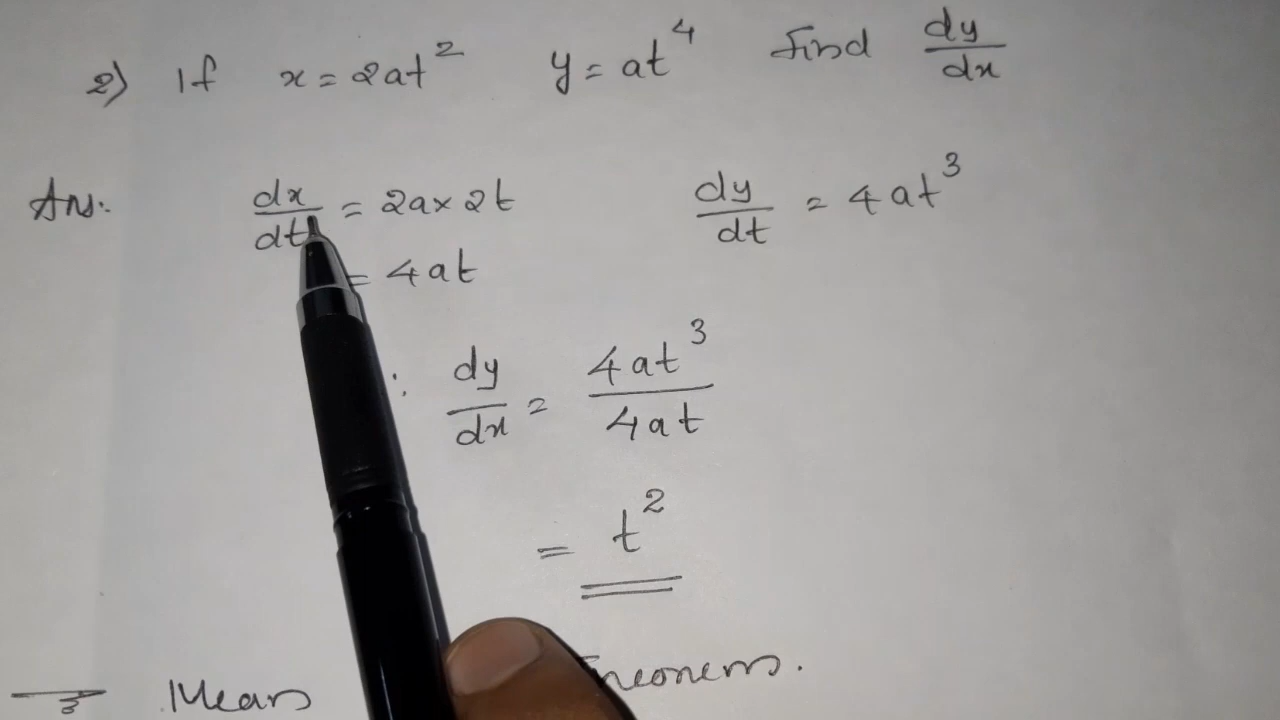 2) If x = 2at² y = at⁴ Find dy/dx
Ans. dx/dt = 2a × 2t dy/dt = 4at³
= 4at
∴ dy/dx = 4at³/4at
= t²
Mean